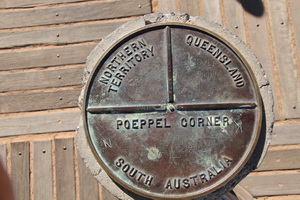 NORTHERN
TERRITORY
QUEENSLAND
POEPPEL CORNER
SOUTH AUSTRALIA